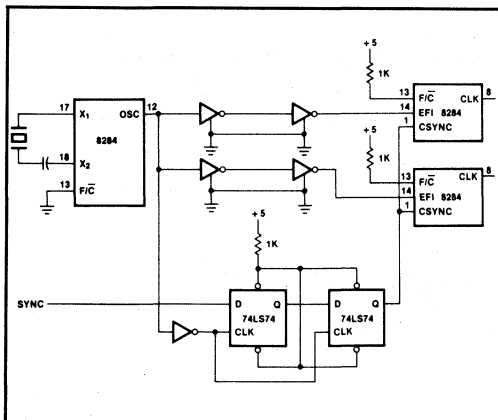 +5
1K
13 F/C̅ CLK 8
14 EFI 8284
1 CSYNC
17 X1 OSC 12
8284
18 X2
13 F/C̅
+5
1K
13 F/C̅ CLK 8
14 EFI 8284
1 CSYNC
+5
1K
SYNC
D Q
74LS74
CLK
D Q
74LS74
CLK